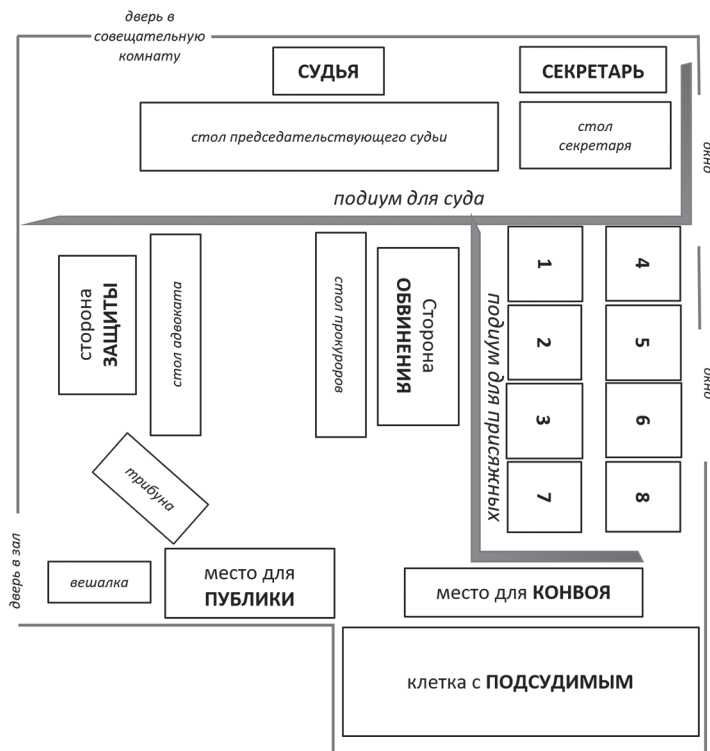 дверь в
совещательную
комнату
СУДЬЯ
СЕКРЕТАРЬ
стол председательствующего судьи
стол
секретаря
окно
подиум для суда
сторона
ЗАЩИТЫ
стол адвоката
стол прокуроров
Сторона
ОБВИНЕНИЯ
подиум для присяжных
1
4
2
5
3
6
7
8
окно
трибуна
дверь в зал
вешалка
место для
ПУБЛИКИ
место для КОНВОЯ
клетка с ПОДСУДИМЫМ